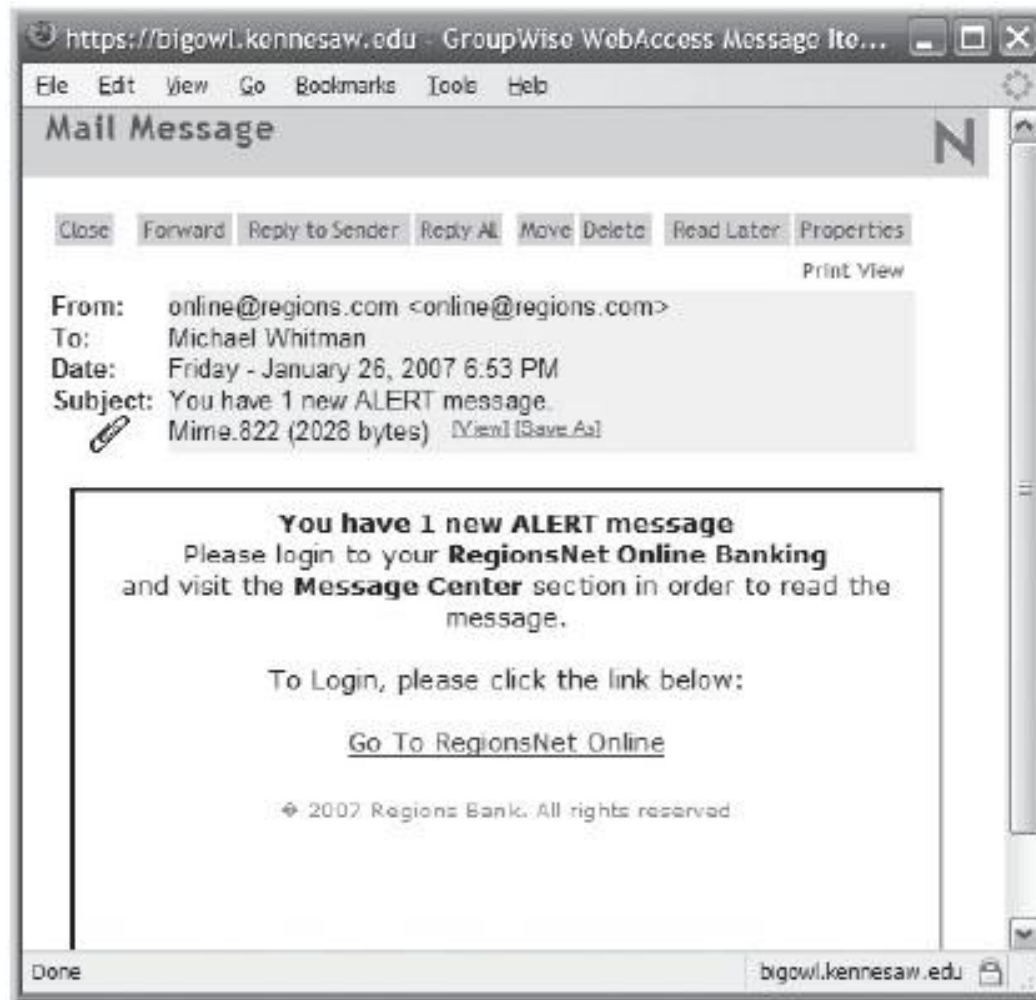 https://bigowl.kennesaw.edu - GroupWise WebAccess Message Ite...
File Edit View Go Bookmarks Tools Help
Mail Message N
Close Forward Reply to Sender Reply All Move Delete Read Later Properties
Print View
From: online@regions.com <online@regions.com>
To: Michael Whitman
Date: Friday - January 26, 2007 6:53 PM
Subject: You have 1 new ALERT message.
Mime.822 (2028 bytes) [View] [Save As]
You have 1 new ALERT message
Please login to your RegionsNet Online Banking
and visit the Message Center section in order to read the
message.
To Login, please click the link below:
Go To RegionsNet Online
� 2007 Regions Bank. All rights reserved
Done bigowl.kennesaw.edu